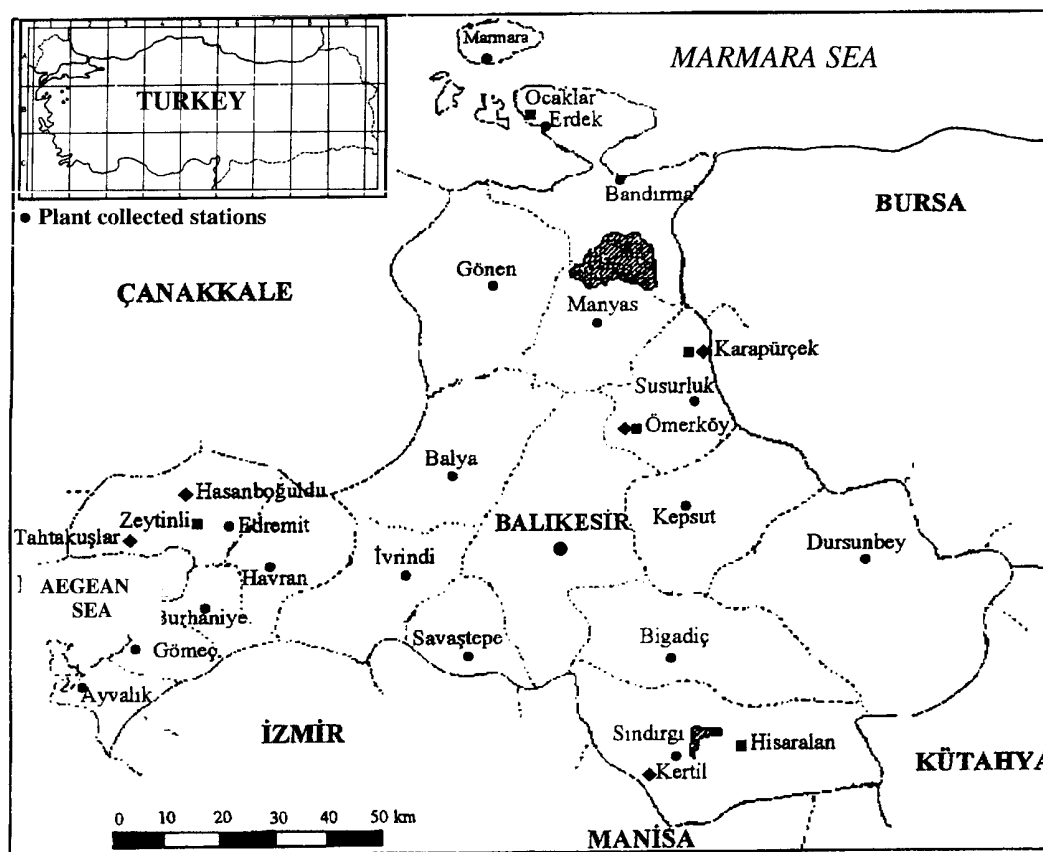 Marmara
MARMARA SEA
Ocaklar
Erdek
TURKEY
Bandırma
BURSA
• Plant collected stations
Gönen
ÇANAKKALE
Manyas
Karapürçek
Susurluk
Ömerköy
Balya
Hasanboğuldu
Zeytinli
Edremit
BALIKESİR
Kepsut
Tahtakuşlar
Dursunbey
İvrindi
Havran
AEGEAN
SEA
Burhaniye
Gömeç
Savaştepe
Bigadiç
Ayvalık
İZMİR
Sındırgı
Hisaralan
Kertil
KÜTAHYA
0 10 20 30 40 50 km
MANİSA